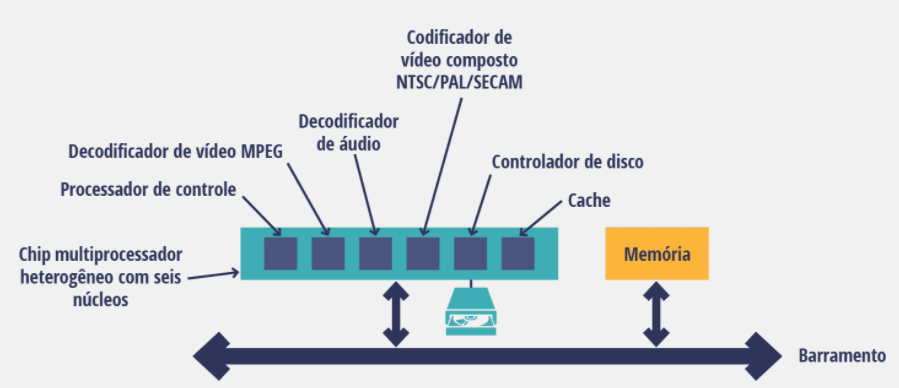 Codificador de
vídeo composto
NTSC/PAL/SECAM
Decodificador
de áudio
Decodificador de vídeo MPEG
Controlador de disco
Processador de controle
Cache
Chip multiprocessador
heterogêneo com seis
núcleos
Memória
Barramento